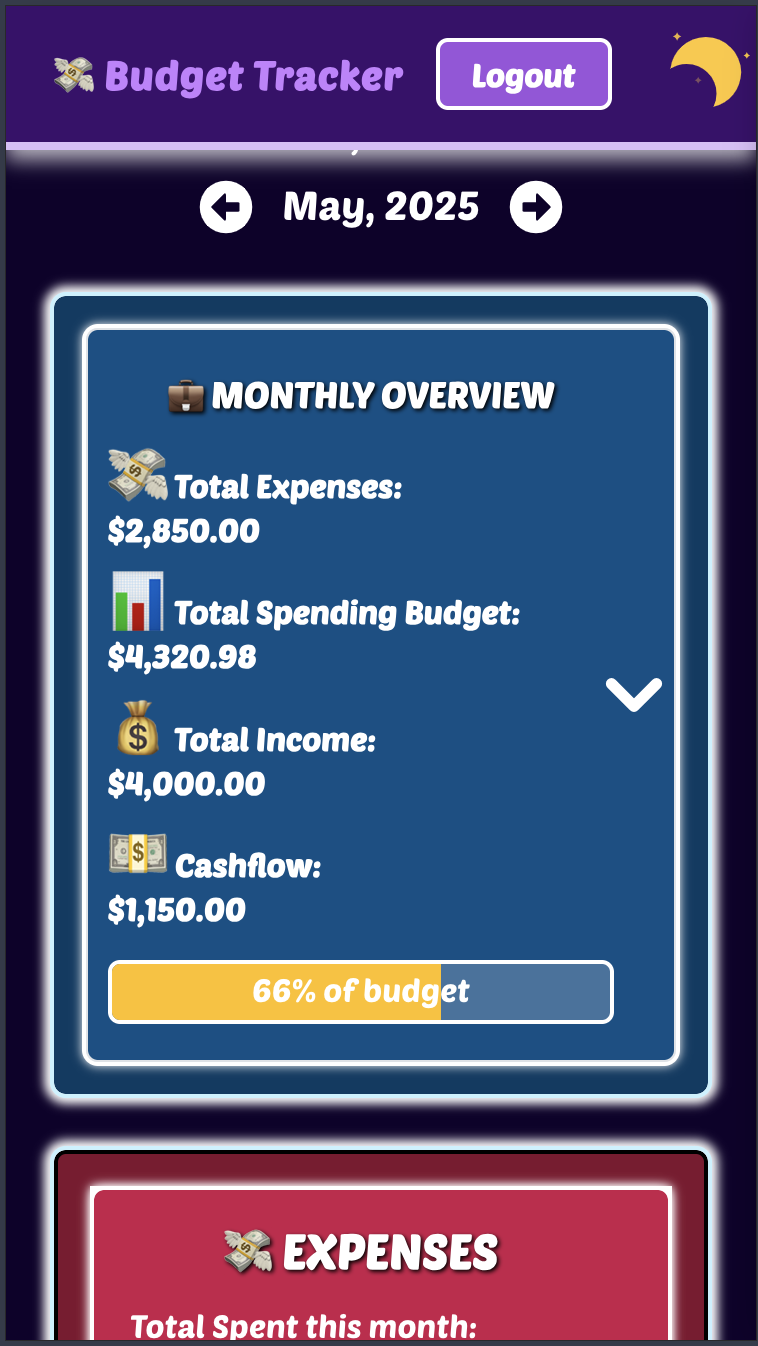 Budget Tracker
Logout
May, 2025
MONTHLY OVERVIEW
Total Expenses:
$2,850.00
Total Spending Budget:
$4,320.98
Total Income:
$4,000.00
Cashflow:
$1,150.00
66% of budget
EXPENSES
Total Spent this month: